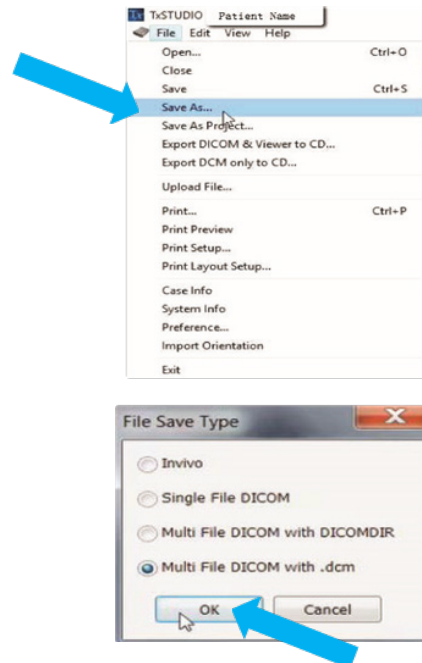 TxSTUDIO Patient Name
File Edit View Help
Open... Ctrl+O
Close
Save Ctrl+S
Save As...
Save As Project...
Export DICOM & Viewer to CD...
Export DCM only to CD...
Upload File...
Print... Ctrl+P
Print Preview
Print Setup...
Print Layout Setup...
Case Info
System Info
Preference...
Import Orientation
Exit
File Save Type
Invivo
Single File DICOM
Multi File DICOM with DICOMDIR
Multi File DICOM with .dcm
OK Cancel